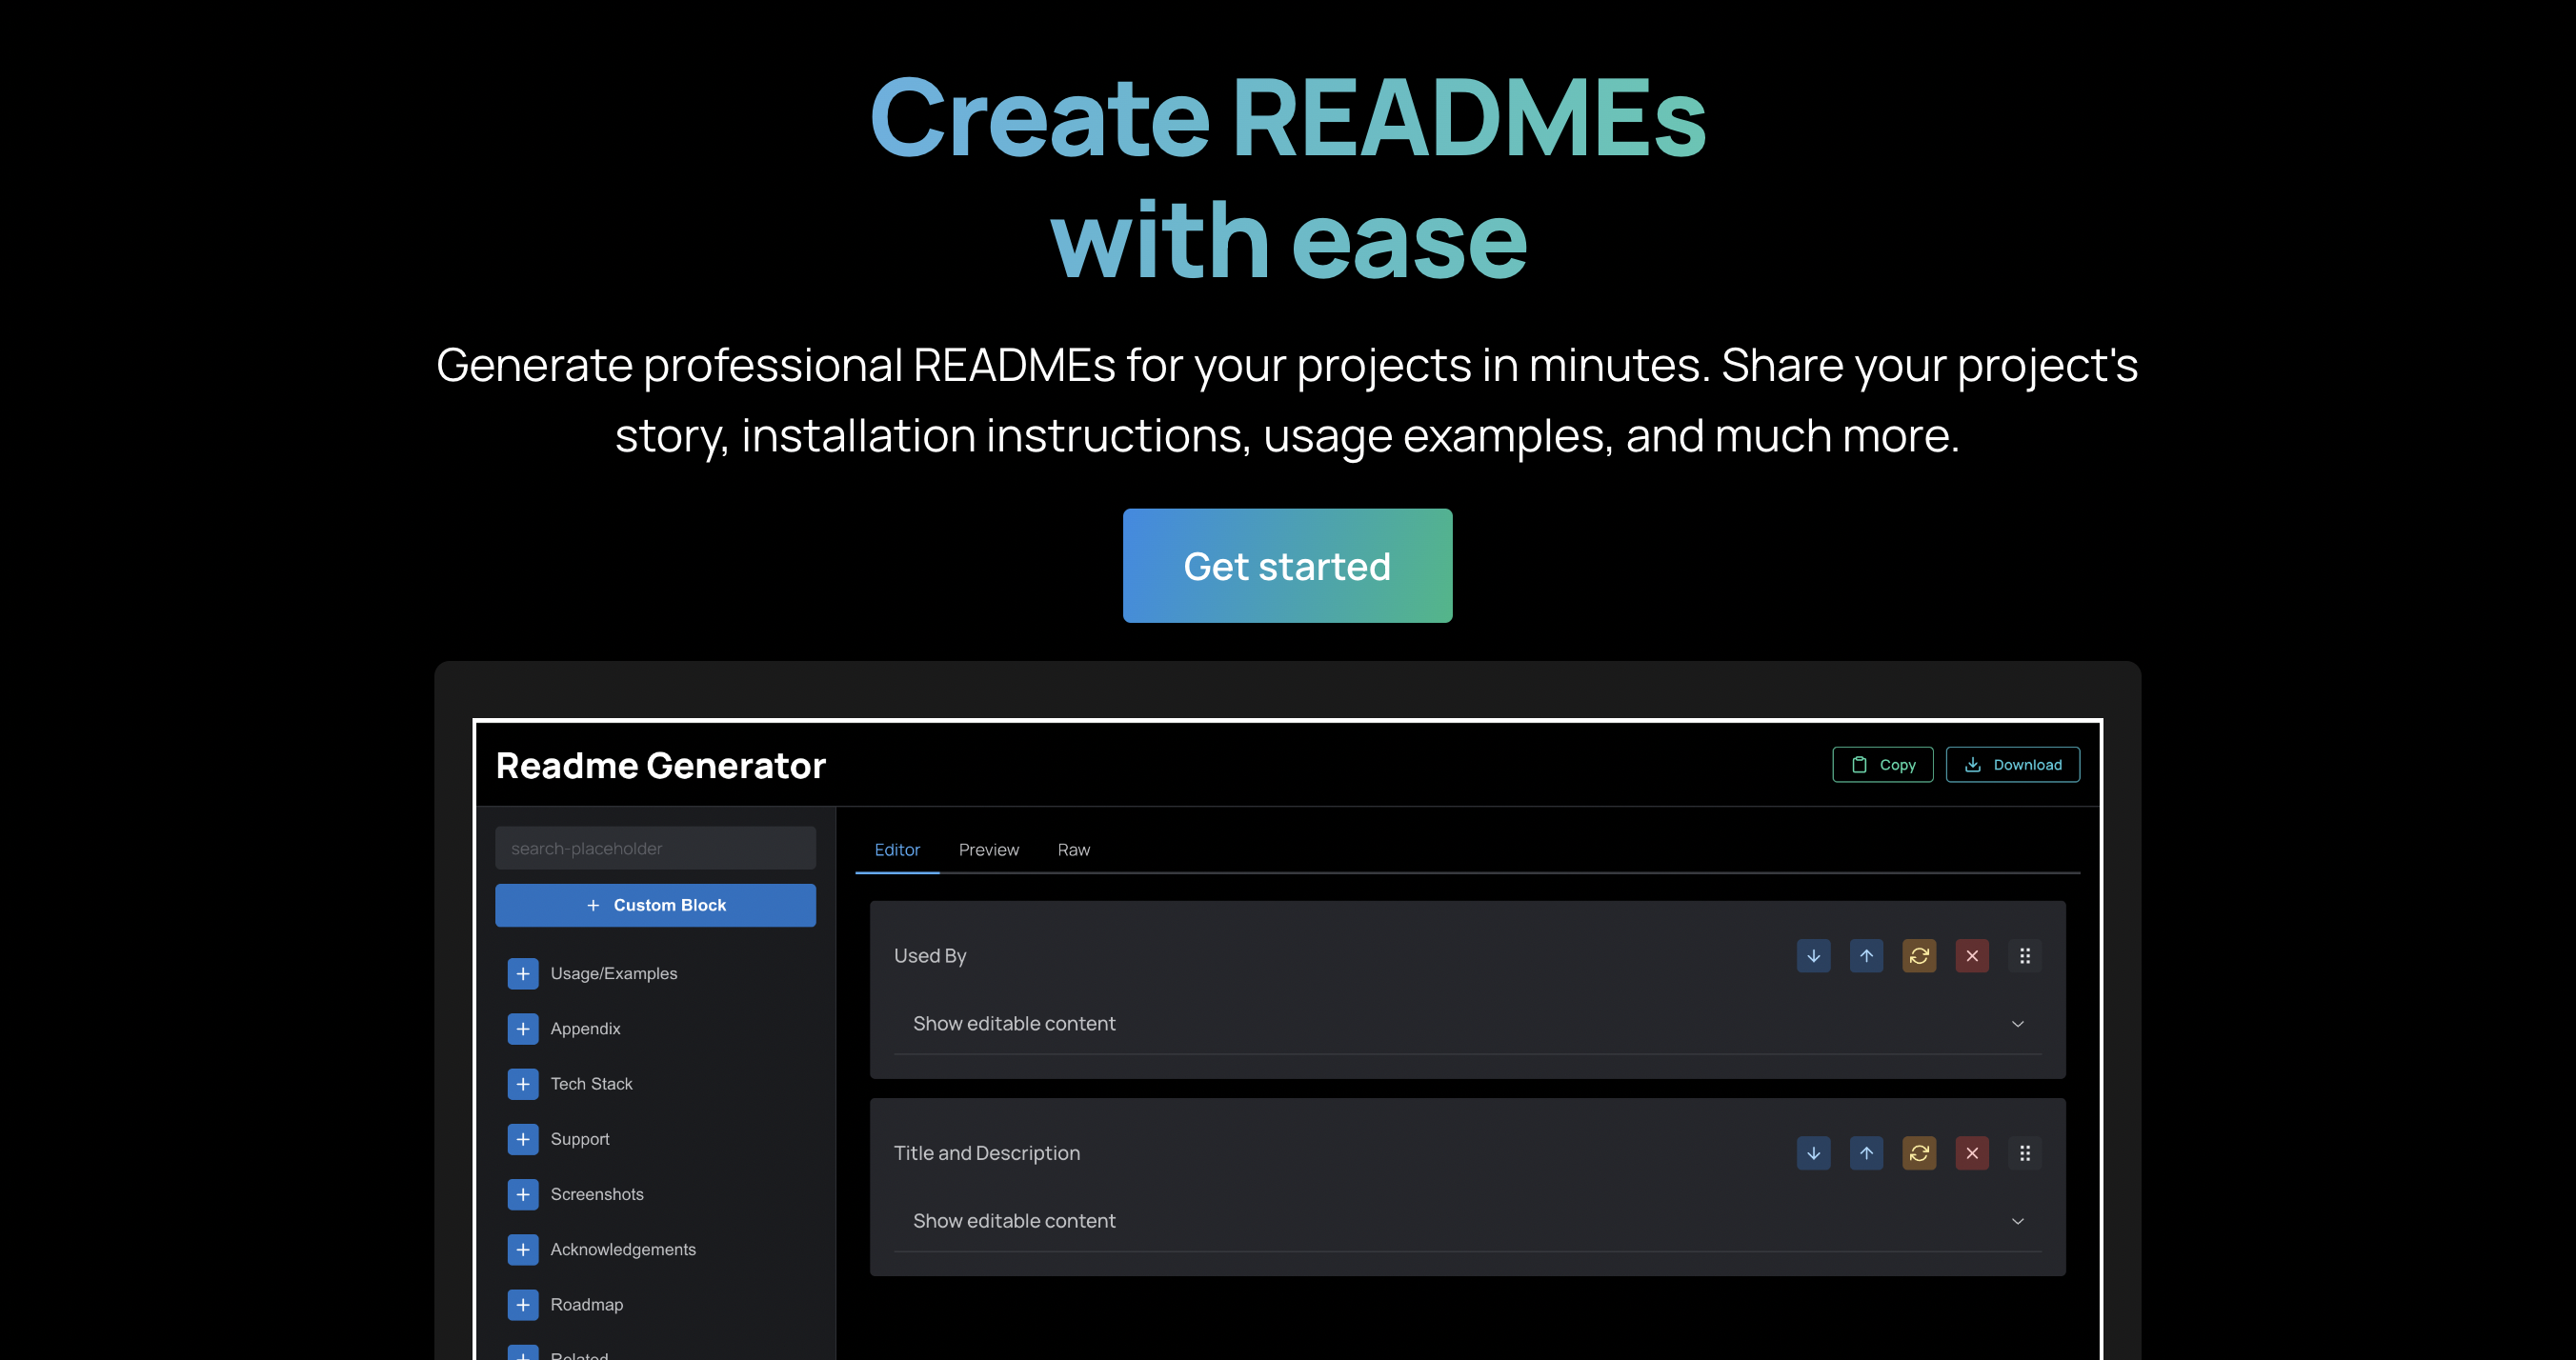 Create READMEs
with ease
Generate professional READMEs for your projects in minutes. Share your project's
story, installation instructions, usage examples, and much more.
Get started
Readme Generator
Copy
Download
search-placeholder
Custom Block
Usage/Examples
Appendix
Tech Stack
Support
Screenshots
Acknowledgements
Roadmap
Related
Editor
Preview
Raw
Used By
Show editable content
Title and Description
Show editable content